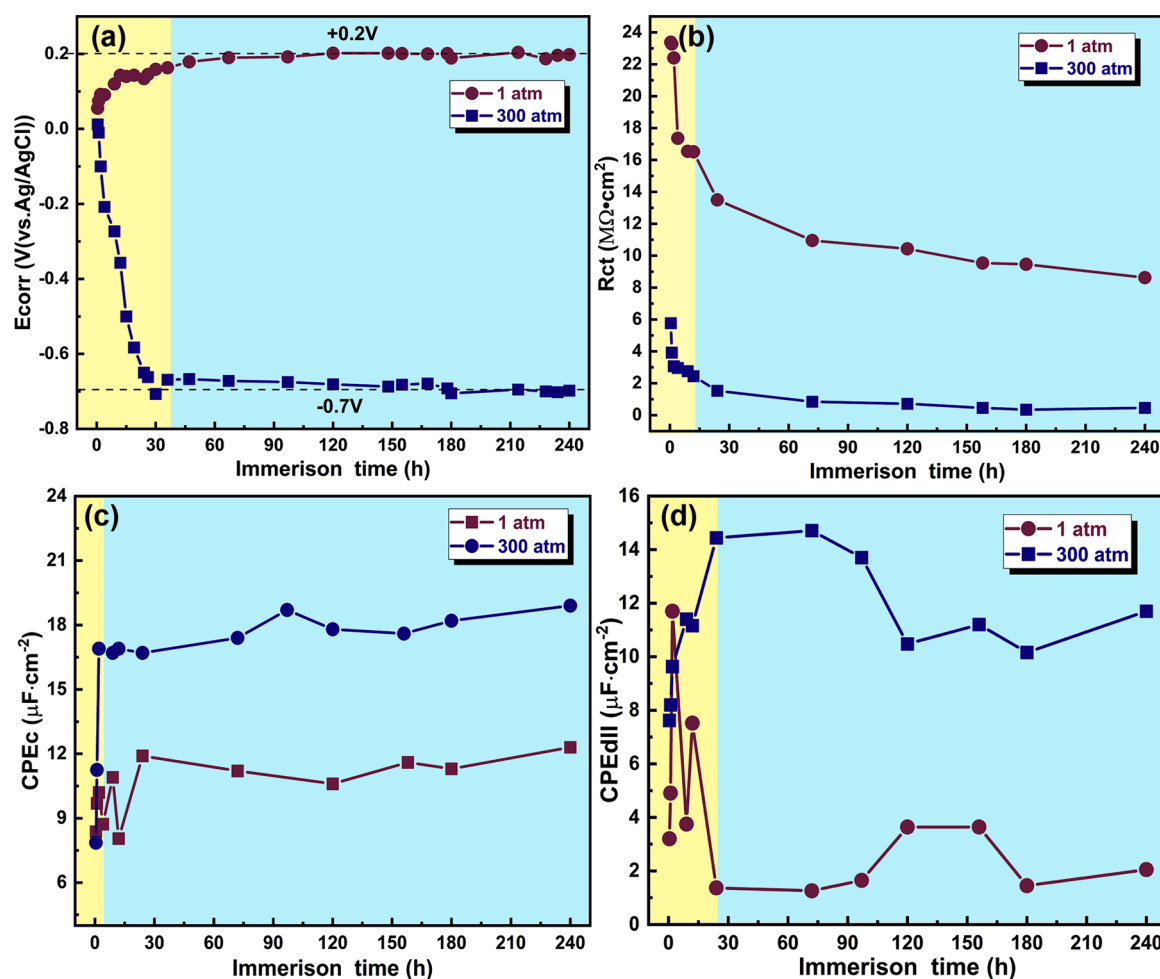 (a)
+0.2V
1 atm
300 atm
-0.7V
0.2
0.0
-0.2
-0.4
-0.6
-0.8
Ecorr (V(vs.Ag/AgCl))
0 30 60 90 120 150 180 210 240
Immerison time (h)
(b)
1 atm
300 atm
24
22
20
18
16
14
12
10
8
6
4
2
0
Rct (MΩ•cm²)
0 30 60 90 120 150 180 210 240
Immerison time (h)
(c)
1 atm
300 atm
24
21
18
15
12
9
6
CPEc (μF·cm⁻²)
0 30 60 90 120 150 180 210 240
Immerison time (h)
(d)
1 atm
300 atm
16
14
12
10
8
6
4
2
0
CPEdll (μF·cm⁻²)
0 30 60 90 120 150 180 210 240
Immerison time (h)